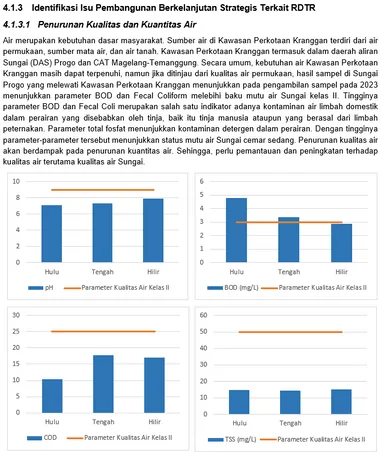 4.1.3 Identifikasi Isu Pembangunan Berkelanjutan Strategis Terkait RDTR
4.1.3.1 Penurunan Kualitas dan Kuantitas Air
Air merupakan kebutuhan dasar masyarakat. Sumber air di Kawasan Perkotaan Kranggan terdiri dari air
permukaan, sumber mata air, dan air tanah. Kawasan Perkotaan Kranggan termasuk dalam daerah aliran
Sungai (DAS) Progo dan CAT Magelang-Temanggung. Secara umum, kebutuhan air Kawasan Perkotaan
Kranggan masih dapat terpenuhi, namun jika ditinjau dari kualitas air permukaan, hasil sampel di Sungai
Progo yang melewati Kawasan Perkotaan Kranggan menunjukkan pada pengambilan sampel pada 2023
menunjukkan parameter BOD dan Fecal Coliform melebihi baku mutu air Sungai kelas II. Tingginya
parameter BOD dan Fecal Coli merupakan salah satu indikator adanya kontaminan air limbah domestik
dalam perairan yang disebabkan oleh tinja, baik itu tinja manusia ataupun yang berasal dari limbah
peternakan. Parameter total fosfat menunjukkan kontaminan detergen dalam perairan. Dengan tingginya
parameter-parameter tersebut menunjukkan status mutu air Sungai cemar sedang. Penurunan kualitas air
akan berdampak pada penurunan kuantitas air. Sehingga, perlu pemantauan dan peningkatan terhadap
kualitas air terutama kualitas air Sungai.
10
8
6
4
2
0
Hulu Tengah Hilir
pH Parameter Kualitas Air Kelas II
6
5
4
3
2
1
0
Hulu Tengah Hilir
BOD (mg/L) Parameter Kualitas Air Kelas II
30
25
20
15
10
5
0
Hulu Tengah Hilir
COD Parameter Kualitas Air Kelas II
60
50
40
30
20
10
0
Hulu Tengah Hilir
TSS (mg/L) Parameter Kualitas Air Kelas II